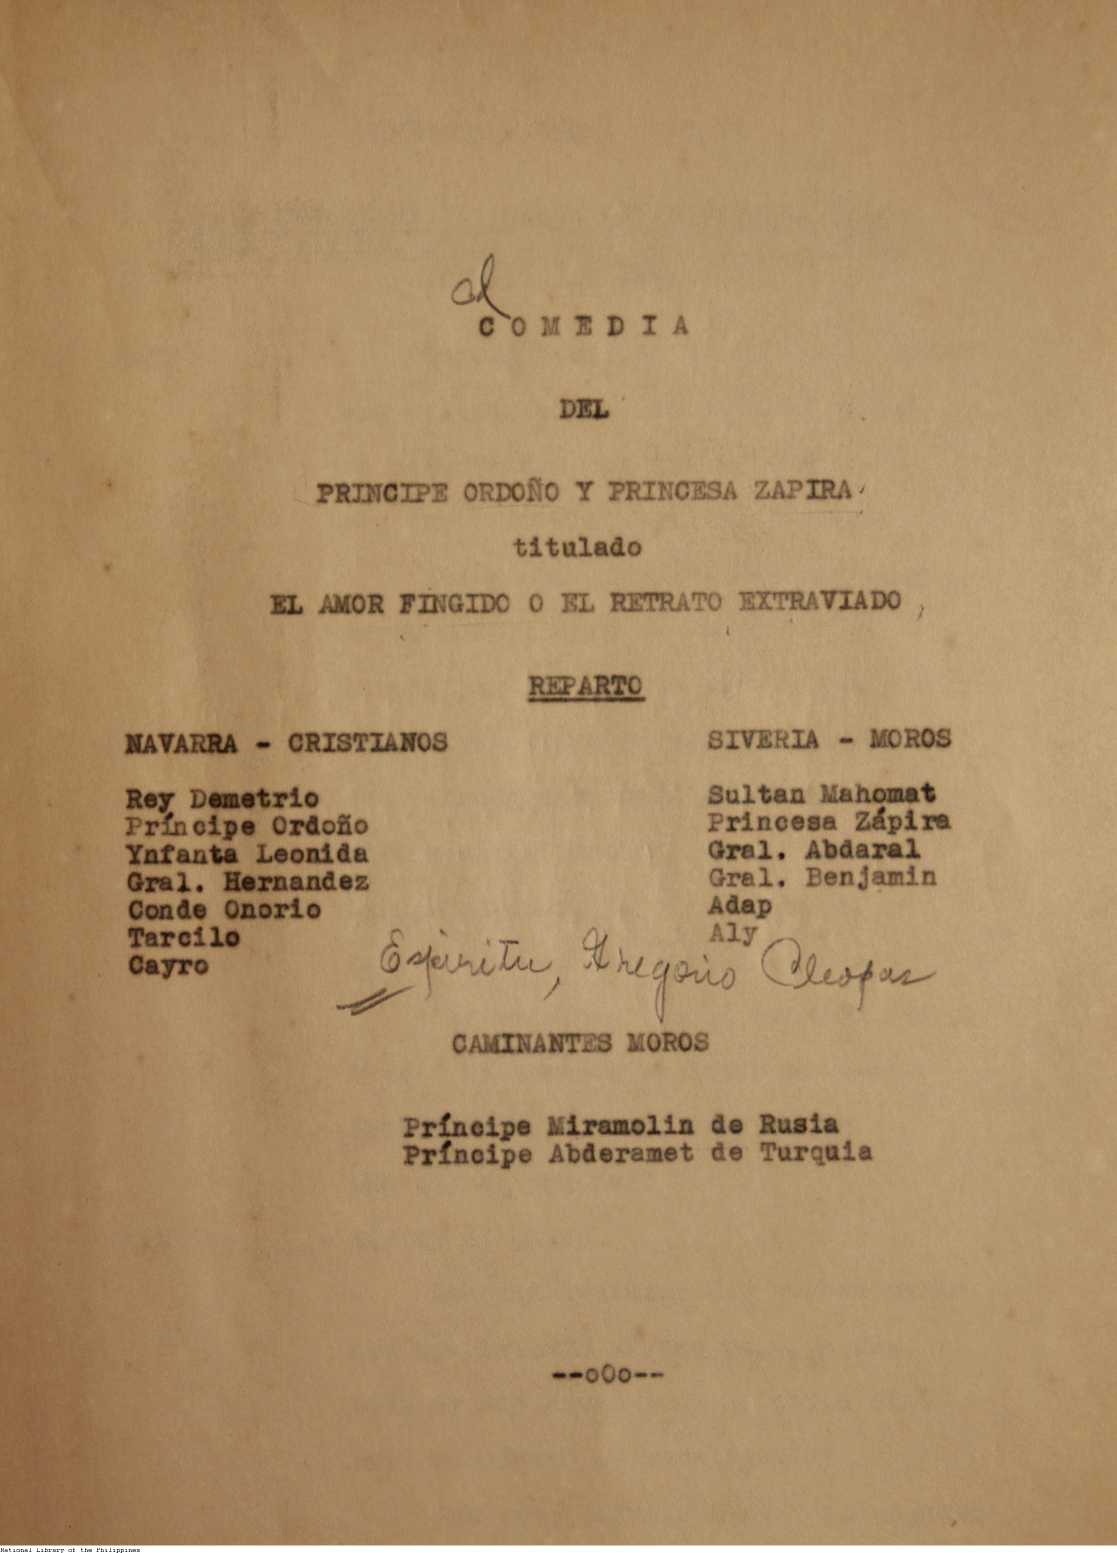 al
COMEDIA
DEL
PRINCIPE ORDOÑO Y PRINCESA ZAPIRA
titulado
EL AMOR FINGIDO O EL RETRATO EXTRAVIADO,
REPARTO
NAVARRA - CRISTIANOS
Rey Demetrio
Príncipe Ordoño
Ynfanta Leonida
Gral. Hernandez
Conde Onorio
Tarcilo
Cayro
SIVERIA - MOROS
Sultan Mahomat
Princesa Zápira
Gral. Abdaral
Gral. Benjamin
Adap
Aly
Espiritu, Gregorio Cleofas
CAMINANTES MOROS
Príncipe Miramolin de Rusia
Príncipe Abderamet de Turquia
--oOo--
National Library of the Philippines